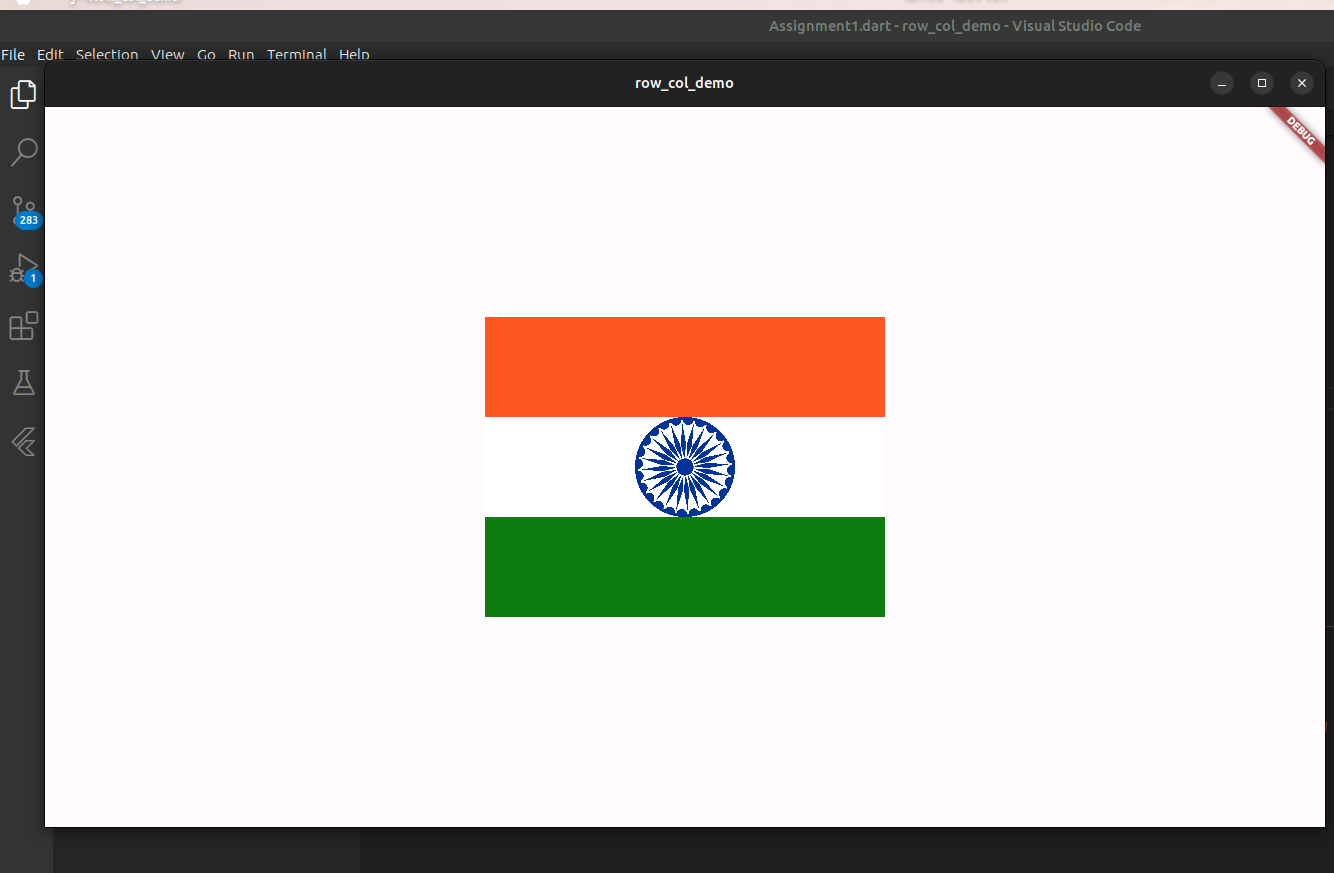 Assignment1.dart - row_col_demo - Visual Studio Code
File Edit Selection View Go Run Terminal Help
row_col_demo
DEBUG
283
1